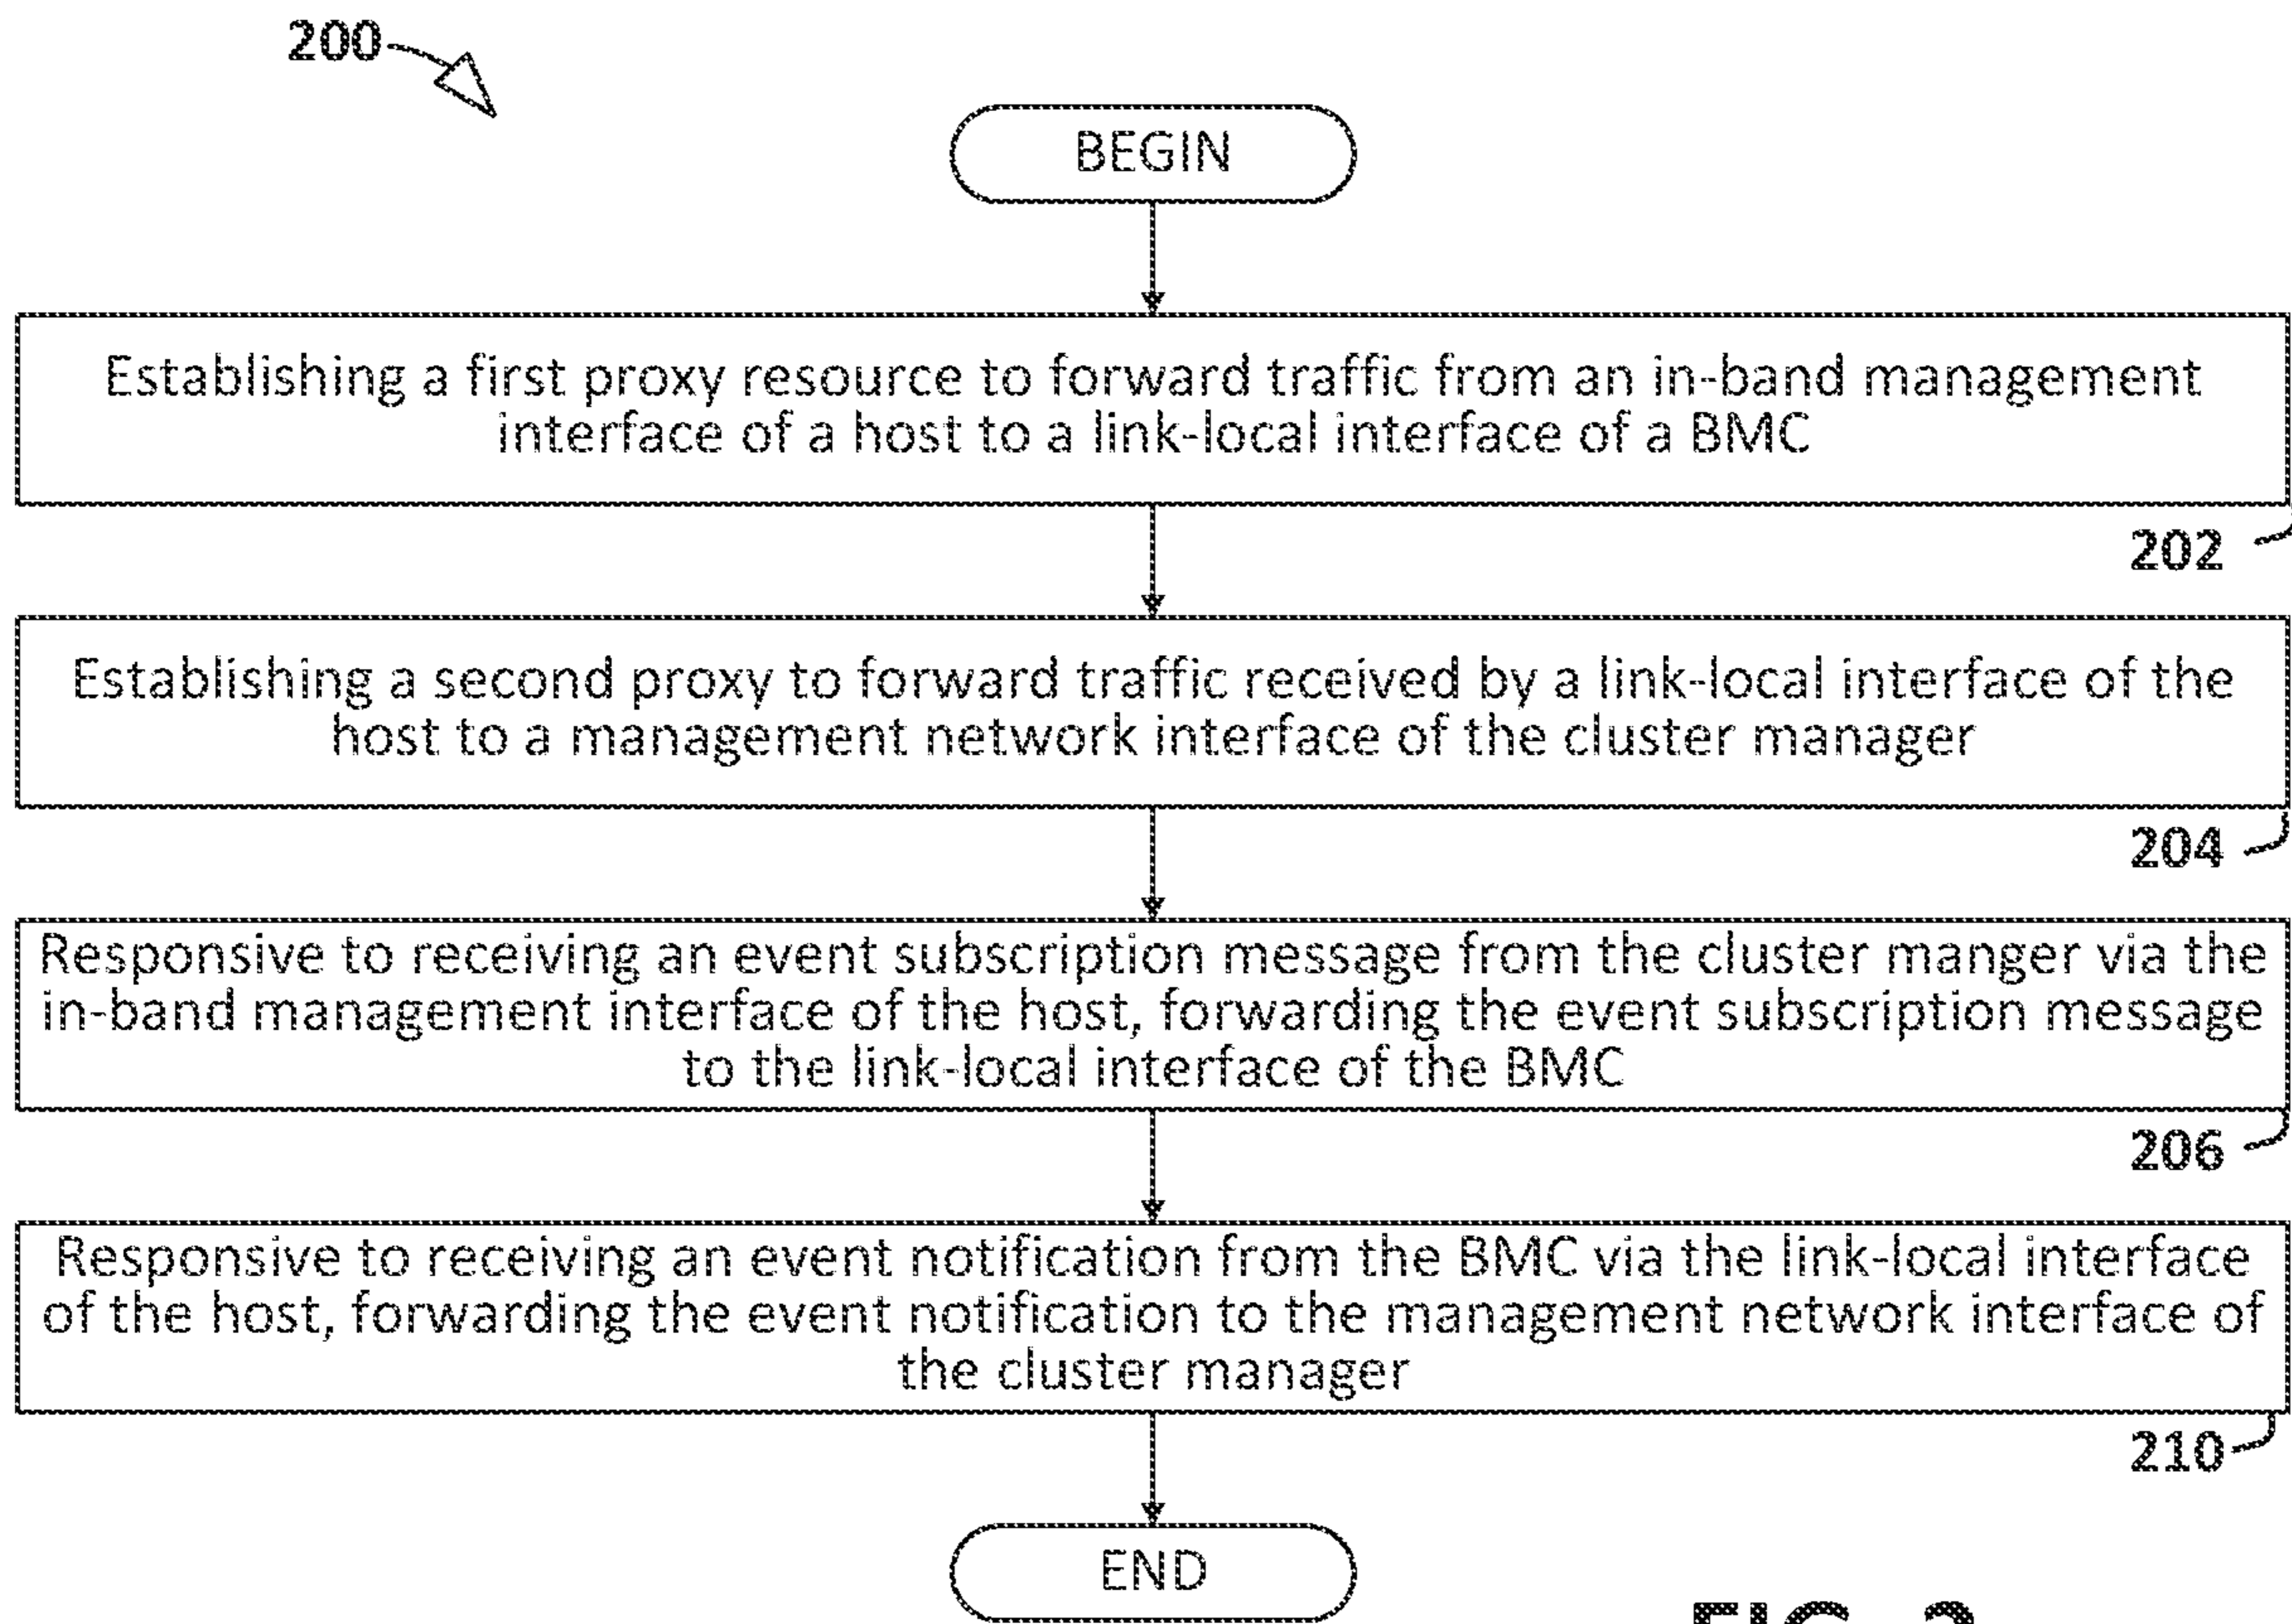 200
BEGIN
Establishing a first proxy resource to forward traffic from an in-band management
interface of a host to a link-local interface of a BMC
202
Establishing a second proxy to forward traffic received by a link-local interface of the
host to a management network interface of the cluster manager
204
Responsive to receiving an event subscription message from the cluster manger via the
in-band management interface of the host, forwarding the event subscription message
to the link-local interface of the BMC
206
Responsive to receiving an event notification from the BMC via the link-local interface
of the host, forwarding the event notification to the management network interface of
the cluster manager
210
END
FIG.